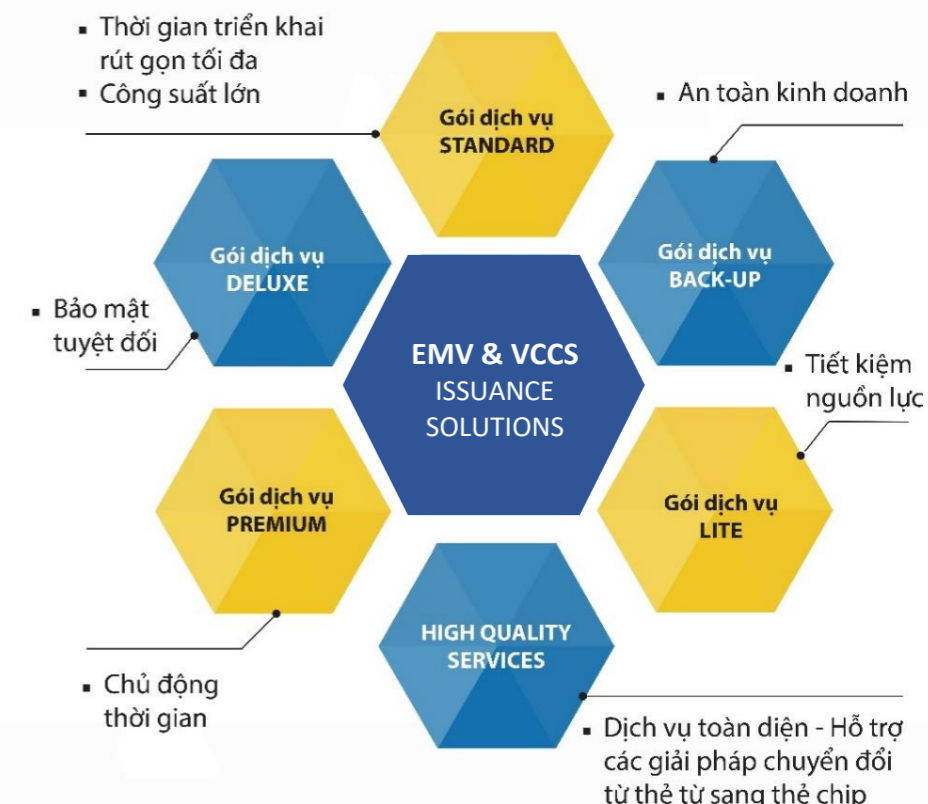 ▪ Thời gian triển khai
rút gọn tối đa
▪ Công suất lớn
▪ An toàn kinh doanh
Gói dịch vụ
STANDARD
Gói dịch vụ
DELUXE
Gói dịch vụ
BACK-UP
▪ Bảo mật
tuyệt đối
EMV & VCCS
ISSUANCE
SOLUTIONS
▪ Tiết kiệm
nguồn lực
Gói dịch vụ
PREMIUM
Gói dịch vụ
LITE
HIGH QUALITY
SERVICES
▪ Chủ động
thời gian
▪ Dịch vụ toàn diện - Hỗ trợ
các giải pháp chuyển đổi
từ thẻ từ sang thẻ chip